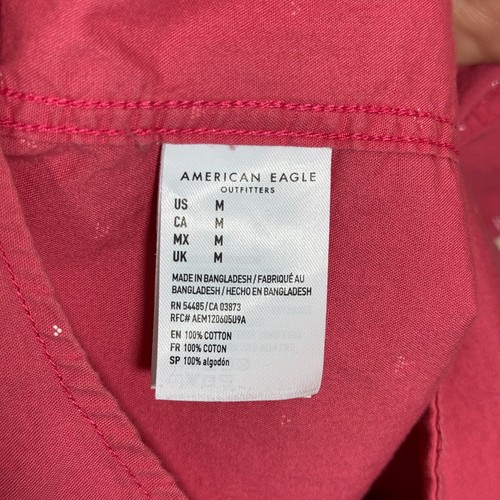 AMERICAN EAGLE
OUTFITTERS
US M
CA M
MX M
UK M
MADE IN BANGLADESH / FABRIQUÉ AU
BANGLADESH / HECHO EN BANGLADESH
RN 54485 / CA 03873
RFC# AEM120605U9A
EN 100% COTTON
FR 100% COTON
SP 100% algodón